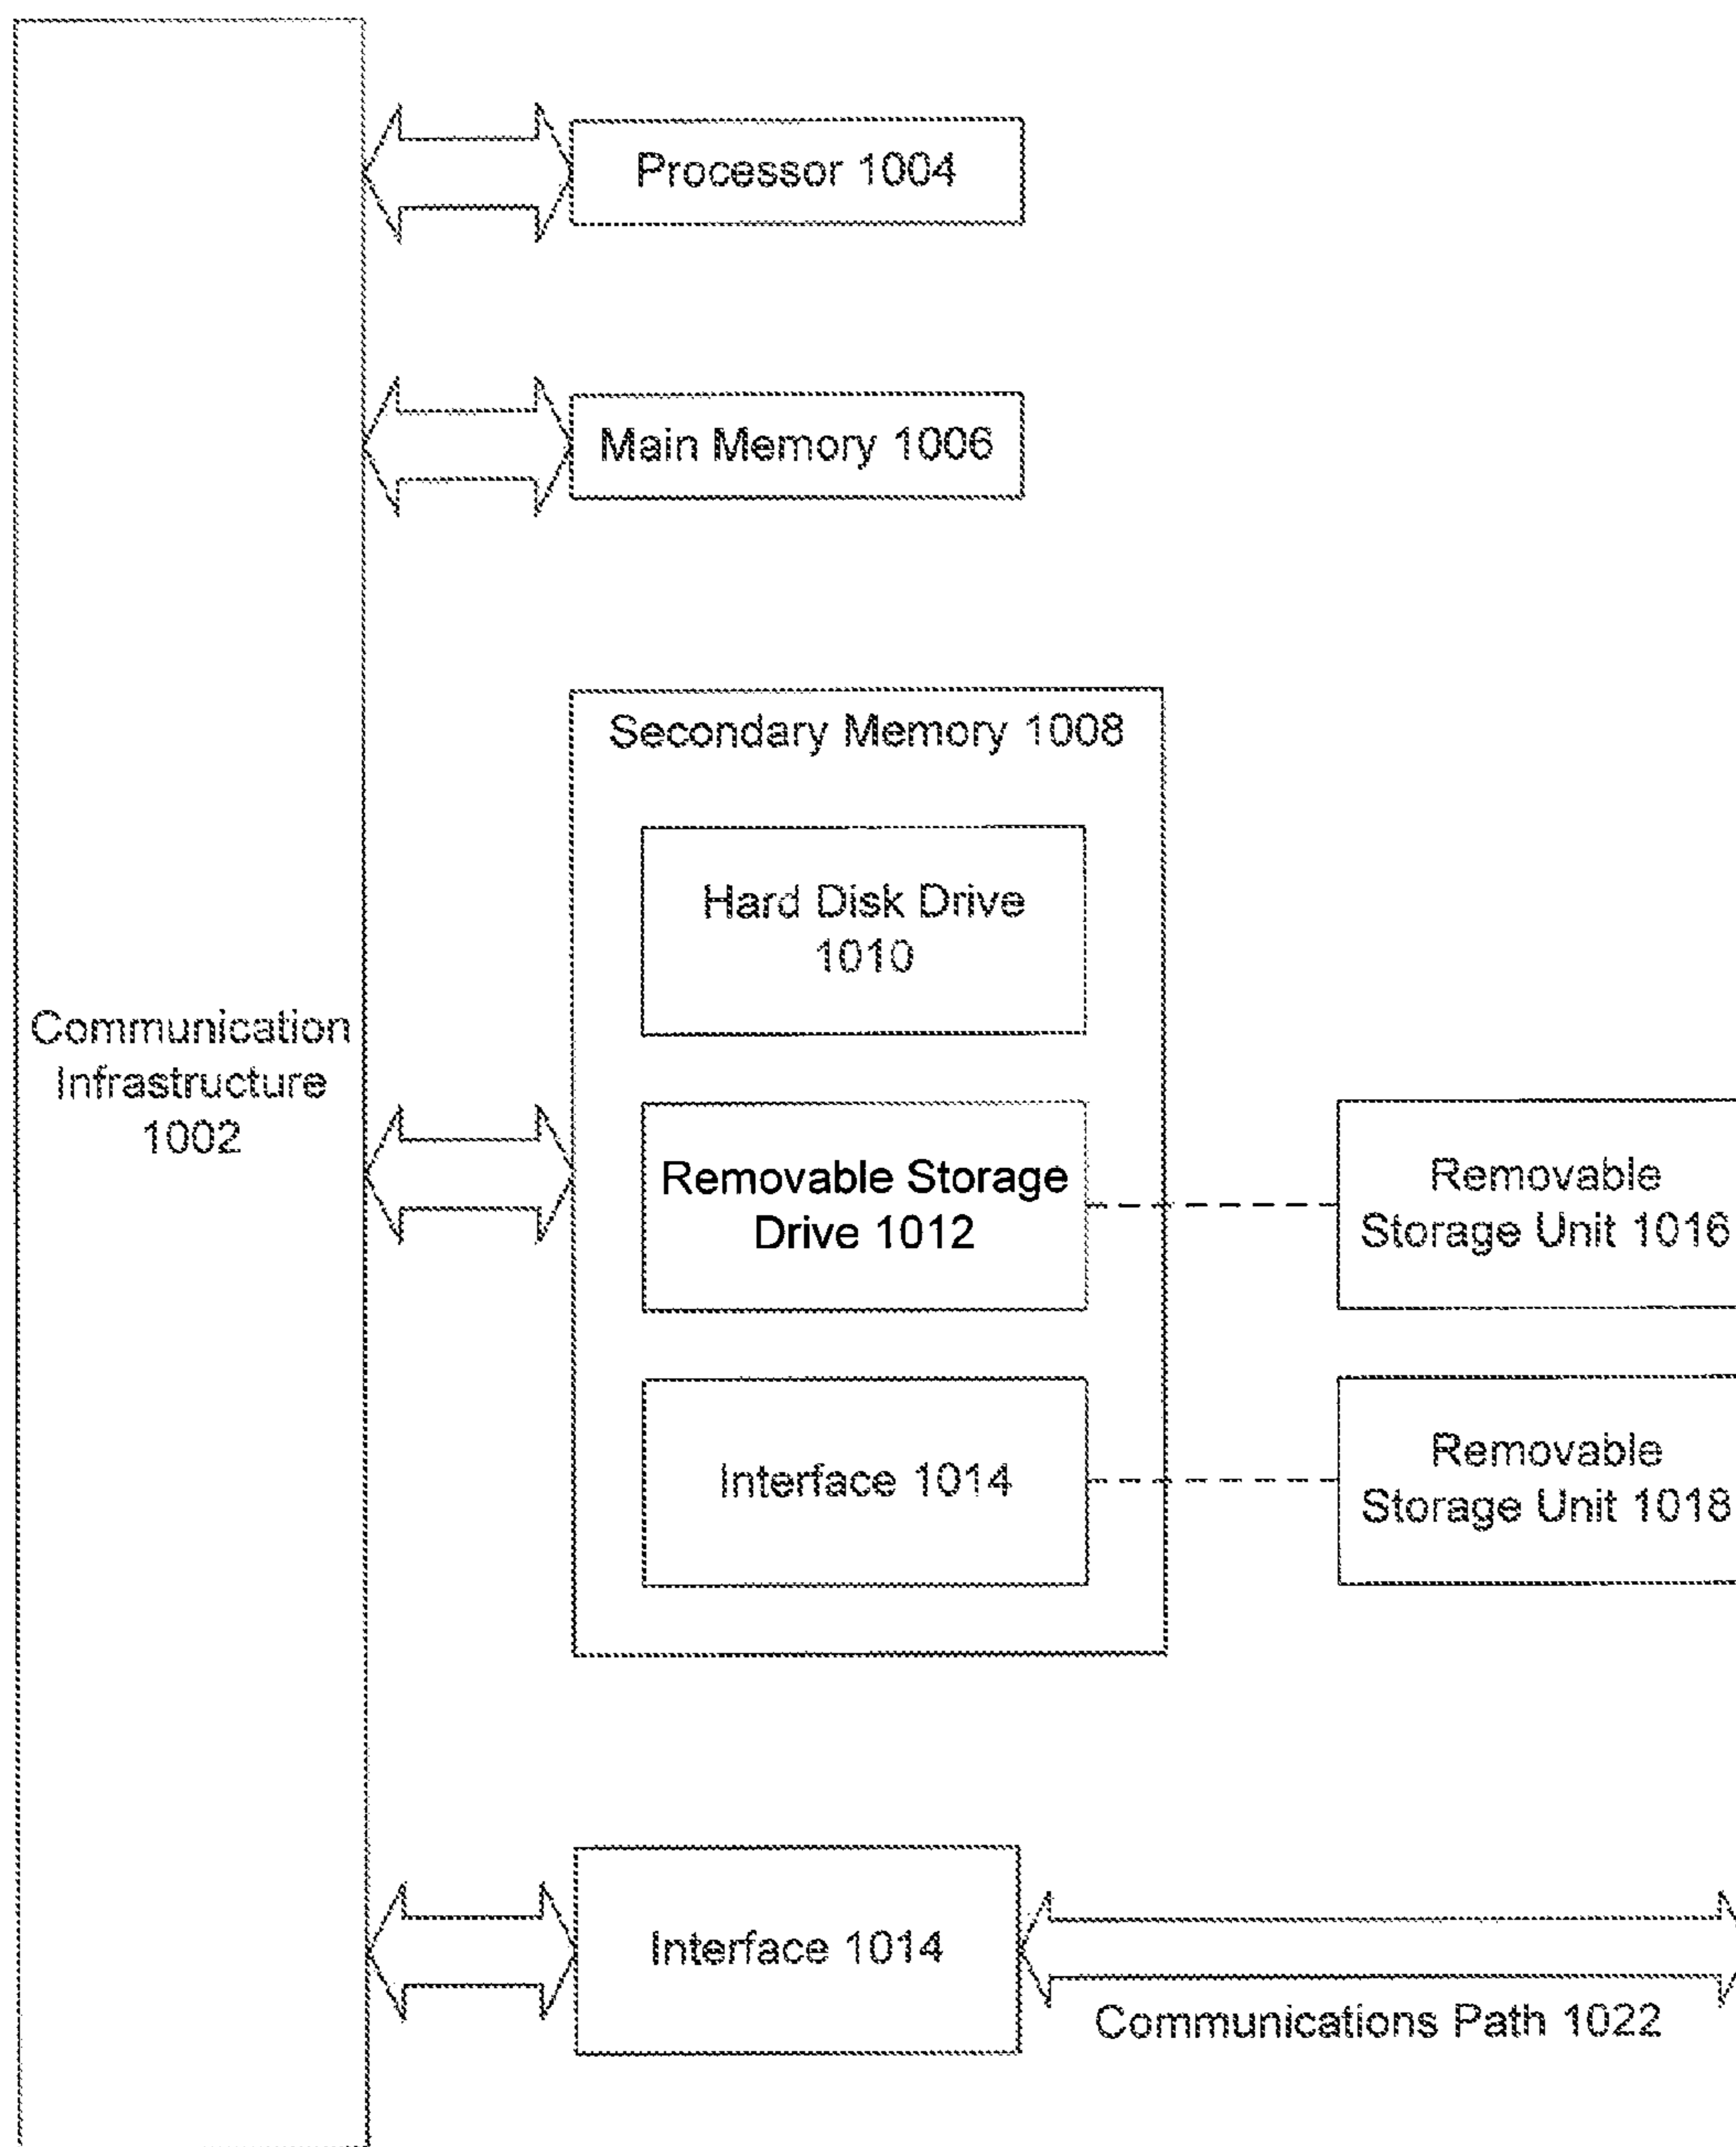 Processor 1004
Main Memory 1006
Secondary Memory 1008
Hard Disk Drive
1010
Communication
Infrastructure
1002
Removable Storage
Drive 1012
Removable
Storage Unit 1016
Interface 1014
Removable
Storage Unit 1018
Interface 1014
Communications Path 1022